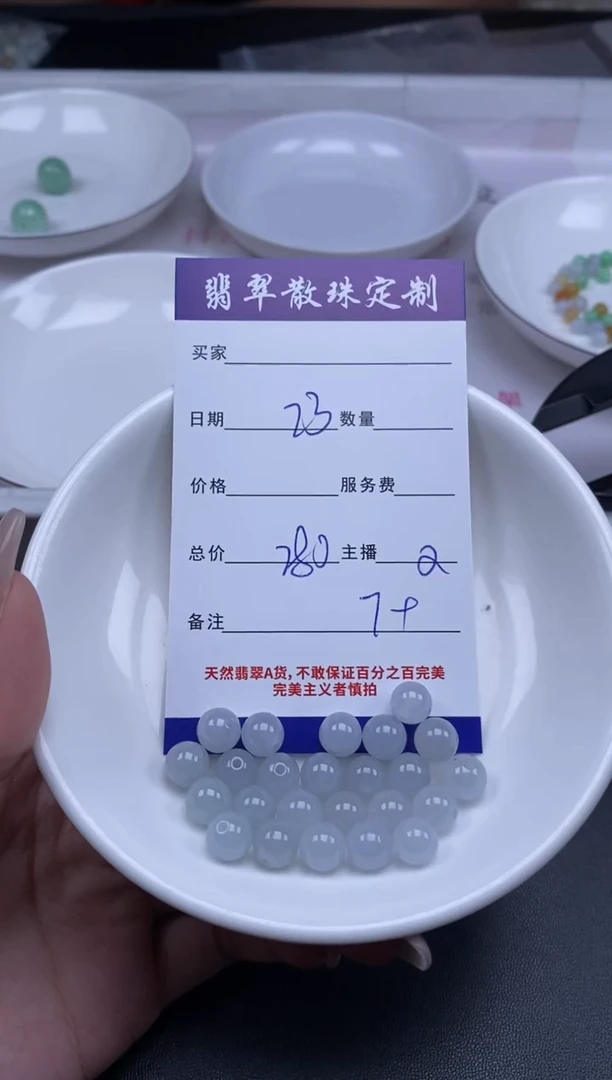 翡翠散珠定制
买家
日期 23 数量
价格 服务费
总价 280 主播 2
备注 7+
天然翡翠A货,不敢保证百分之百完美
完美主义者慎拍